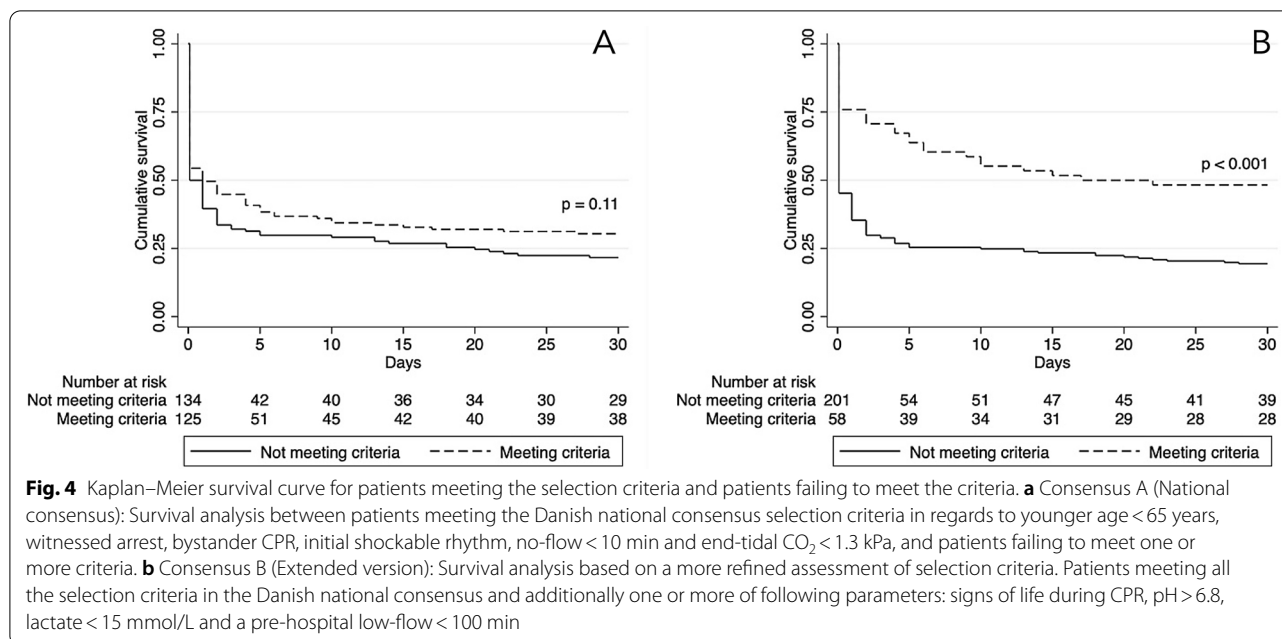 A
Cumulative survival
1.00
0.75
0.50
0.25
0.00
p = 0.11
0 5 10 15 20 25 30
Days
Number at risk
Not meeting criteria 134 42 40 36 34 30 29
Meeting criteria 125 51 45 42 40 39 38
Not meeting criteria Meeting criteria
B
Cumulative survival
1.00
0.75
0.50
0.25
0.00
p < 0.001
0 5 10 15 20 25 30
Days
Number at risk
Not meeting criteria 201 54 51 47 45 41 39
Meeting criteria 58 39 34 31 29 28 28
Not meeting criteria Meeting criteria
Fig. 4 Kaplan–Meier survival curve for patients meeting the selection criteria and patients failing to meet the criteria. a Consensus A (National
consensus): Survival analysis between patients meeting the Danish national consensus selection criteria in regards to younger age < 65 years,
witnessed arrest, bystander CPR, initial shockable rhythm, no-flow < 10 min and end-tidal CO₂ < 1.3 kPa, and patients failing to meet one or
more criteria. b Consensus B (Extended version): Survival analysis based on a more refined assessment of selection criteria. Patients meeting all
the selection criteria in the Danish national consensus and additionally one or more of following parameters: signs of life during CPR, pH > 6.8,
lactate < 15 mmol/L and a pre-hospital low-flow < 100 min